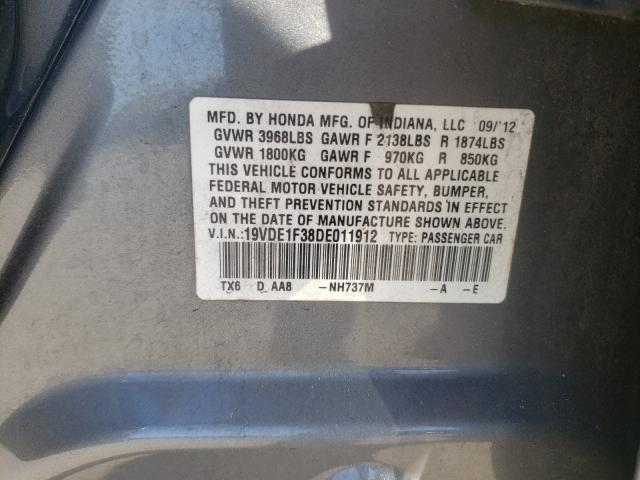 MFD. BY HONDA MFG. OF INDIANA, LLC 09/'12
GVWR 3968LBS GAWR F 2138LBS R 1874LBS
GVWR 1800KG GAWR F 970KG R 850KG
THIS VEHICLE CONFORMS TO ALL APPLICABLE
FEDERAL MOTOR VEHICLE SAFETY, BUMPER,
AND THEFT PREVENTION STANDARDS IN EFFECT
ON THE DATE OF MANUFACTURE SHOWN ABOVE.
V.I.N.:19VDE1F38DE011912 TYPE: PASSENGER CAR
TX6 D AA8 -NH737M -A -E